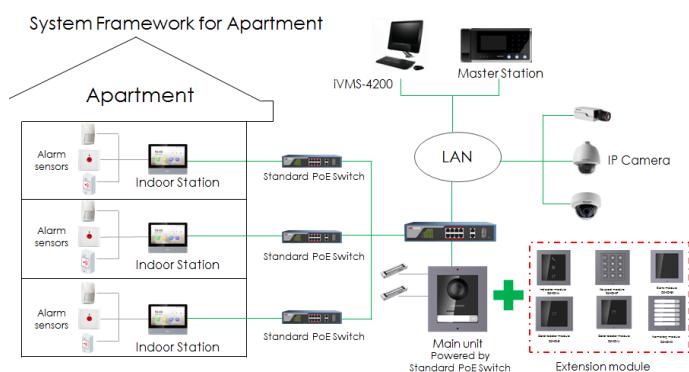 System Framework for Apartment
iVMS-4200
Master Station
Apartment
Alarm
sensors
Indoor Station
Standard PoE Switch
LAN
IP Camera
Alarm
sensors
Indoor Station
Standard PoE Switch
Alarm
sensors
Indoor Station
Standard PoE Switch
Main unit
Powered by
Standard PoE Switch
Extension module